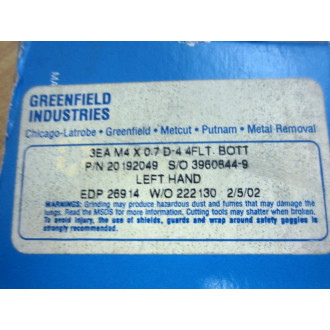 MA
GREENFIELD
INDUSTRIES
Chicago-Latrobe • Greenfield • Metcut • Putnam • Metal Removal
3EA M4 X 0.7 D-4 4FLT BOTT
P/N 20192049 S/O 3960844-9
LEFT HAND
EDP 26914 W/O 222130 2/5/02
WARNINGS: Grinding may produce hazardous dust and fumes that may damage the lungs.
Read the MSDS for more information. Cutting tools may shatter when broken.
To avoid injury, the use of shields, guards and wrap around safety goggles is
strongly recommended.